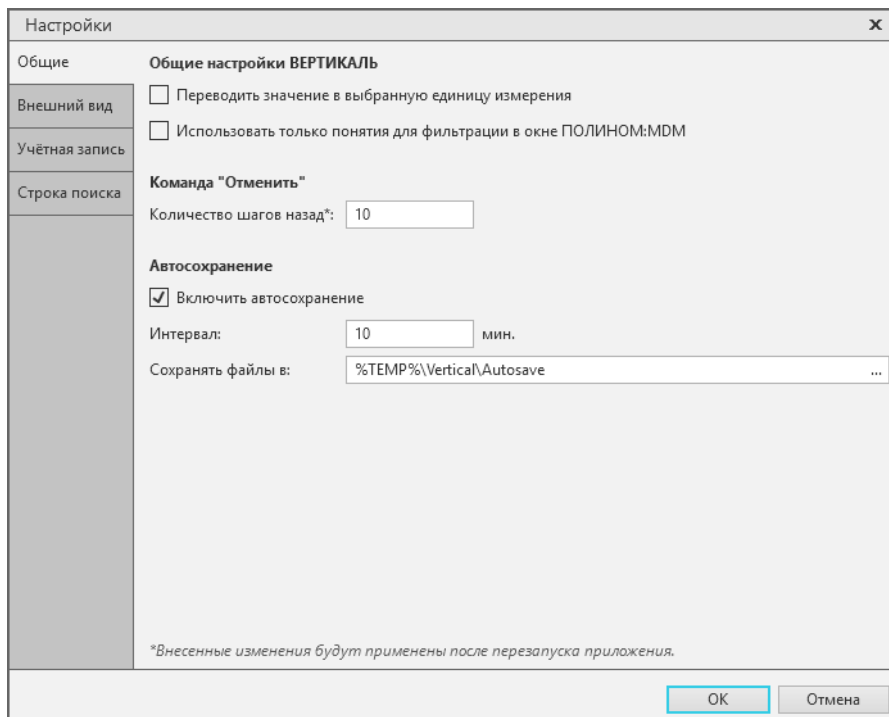 Настройки
Общие
Внешний вид
Учётная запись
Строка поиска
Общие настройки ВЕРТИКАЛЬ
Переводить значение в выбранную единицу измерения
Использовать только понятия для фильтрации в окне ПОЛИНОМ:MDM
Команда "Отменить"
Количество шагов назад*: 10
Автосохранение
Включить автосохранение
Интервал: 10 мин.
Сохранять файлы в: %TEMP%\Vertical\Autosave ...
*Внесенные изменения будут применены после перезапуска приложения.
ОК Отмена